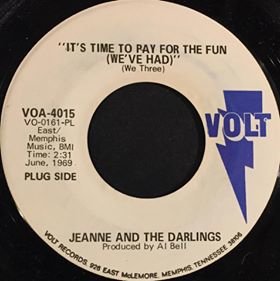 "IT'S TIME TO PAY FOR THE FUN
(WE'VE HAD)"
(We Three)
VOA-4015
VO-0161-PL
East/
Memphis
Music, BMI
Time: 2:31
June, 1969
PLUG SIDE
VOLT
JEANNE AND THE DARLINGS
Produced by Al Bell
VOLT RECORDS, 926 EAST McLEMORE, MEMPHIS, TENNESSEE 38106